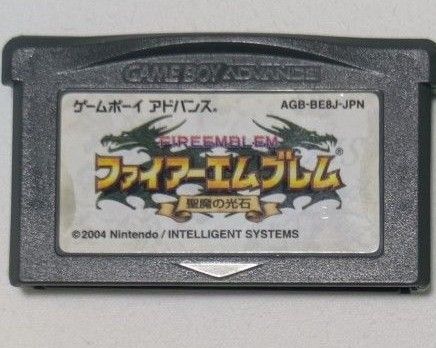 GAME BOY ADVANCE
ゲームボーイ アドバンス® AGB-BE8J-JPN
FIREEMBLEM
ファイアーエムブレム®
聖魔の光石
©2004 Nintendo / INTELLIGENT SYSTEMS